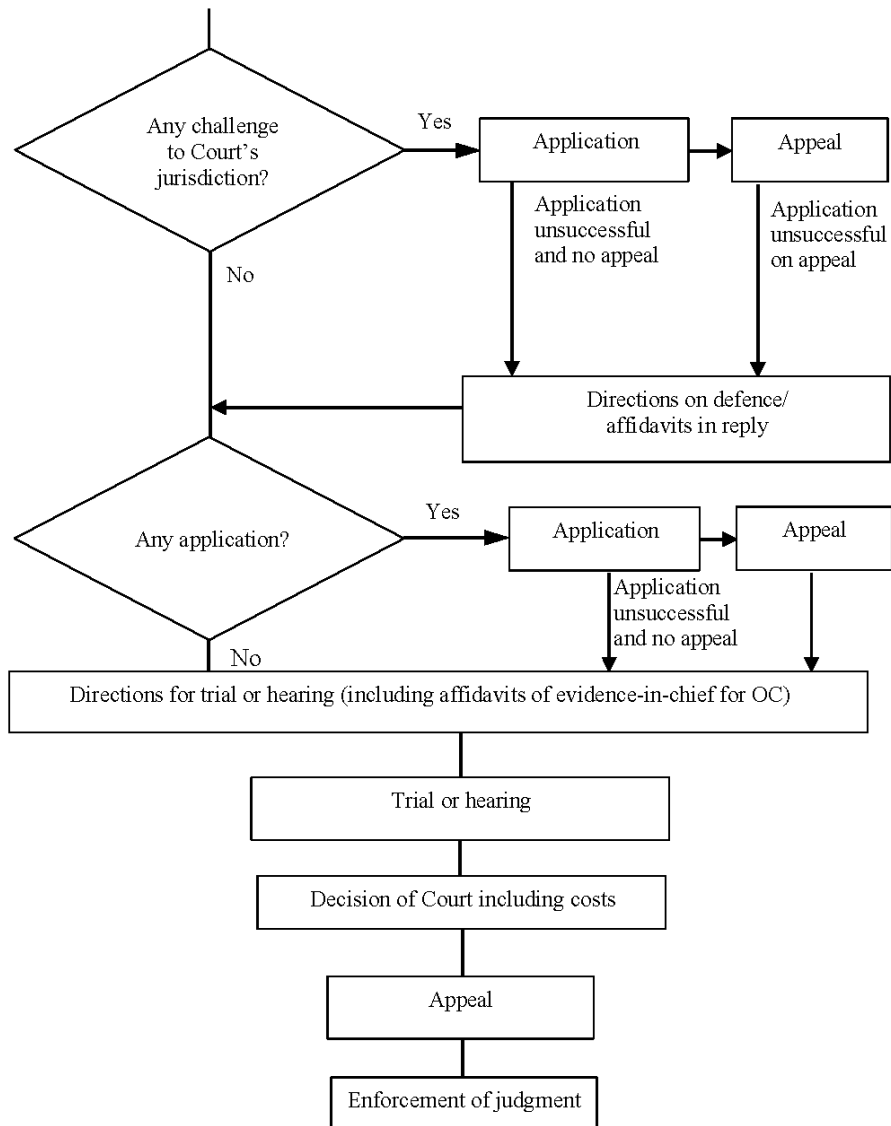 Any challenge
to Court's
jurisdiction?
Yes
Application
Appeal
Application
unsuccessful
and no appeal
Application
unsuccessful
on appeal
No
Directions on defence/
affidavits in reply
Any application?
Yes
Application
Appeal
Application
unsuccessful
and no appeal
No
Directions for trial or hearing (including affidavits of evidence-in-chief for OC)
Trial or hearing
Decision of Court including costs
Appeal
Enforcement of judgment